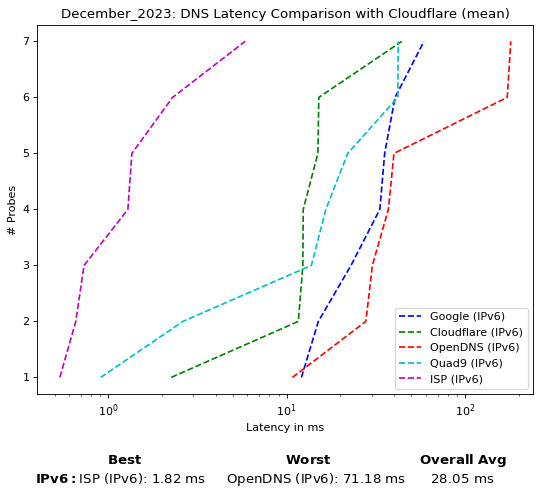 December_2023: DNS Latency Comparison with Cloudflare (mean)
7
6
5
4
3
2
1
# Probes
Google (IPv6)
Cloudflare (IPv6)
OpenDNS (IPv6)
Quad9 (IPv6)
ISP (IPv6)
10⁰ 10¹ 10²
Latency in ms
Best Worst Overall Avg
IPv6: ISP (IPv6): 1.82 ms OpenDNS (IPv6): 71.18 ms 28.05 ms